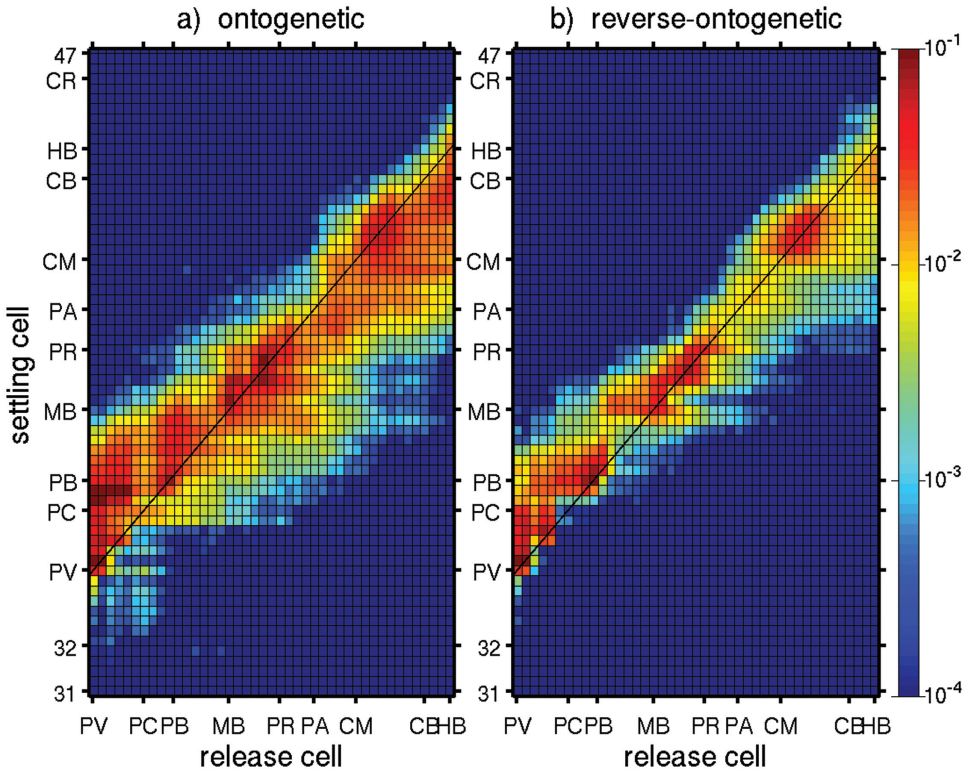 a) ontogenetic
b) reverse-ontogenetic
settling cell
47
CR
HB
CB
CM
PA
PR
MB
PB
PC
PV
32
31
PV PC PB MB PR PA CM CB HB
release cell
47
CR
HB
CB
CM
PA
PR
MB
PB
PC
PV
32
31
PV PC PB MB PR PA CM CB HB
release cell
10-1
10-2
10-3
10-4